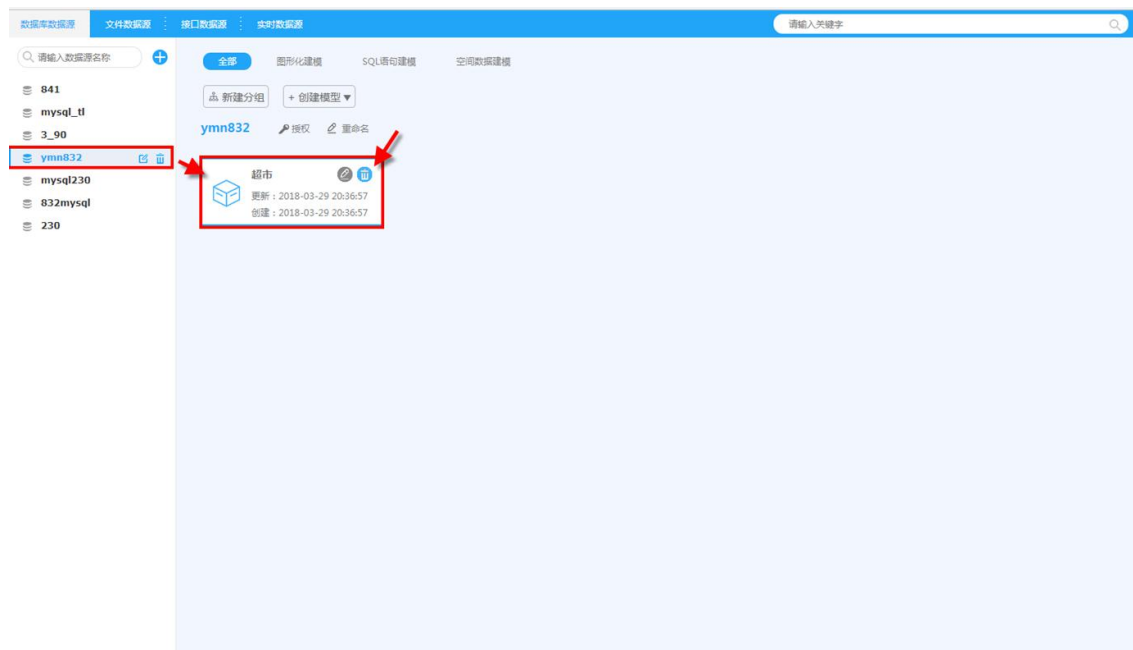 数据库数据源 文件数据源 接口数据源 实时数据源 请输入关键字
请输入数据源名称
全部 图形化建模 SQL语句建模 空间数据建模
841
mysql_tl
3_90
ymn832
mysql230
832mysql
230
新建分组 + 创建模型▼
ymn832 授权 重命名
超市
更新：2018-03-29 20:36:57
创建：2018-03-29 20:36:57